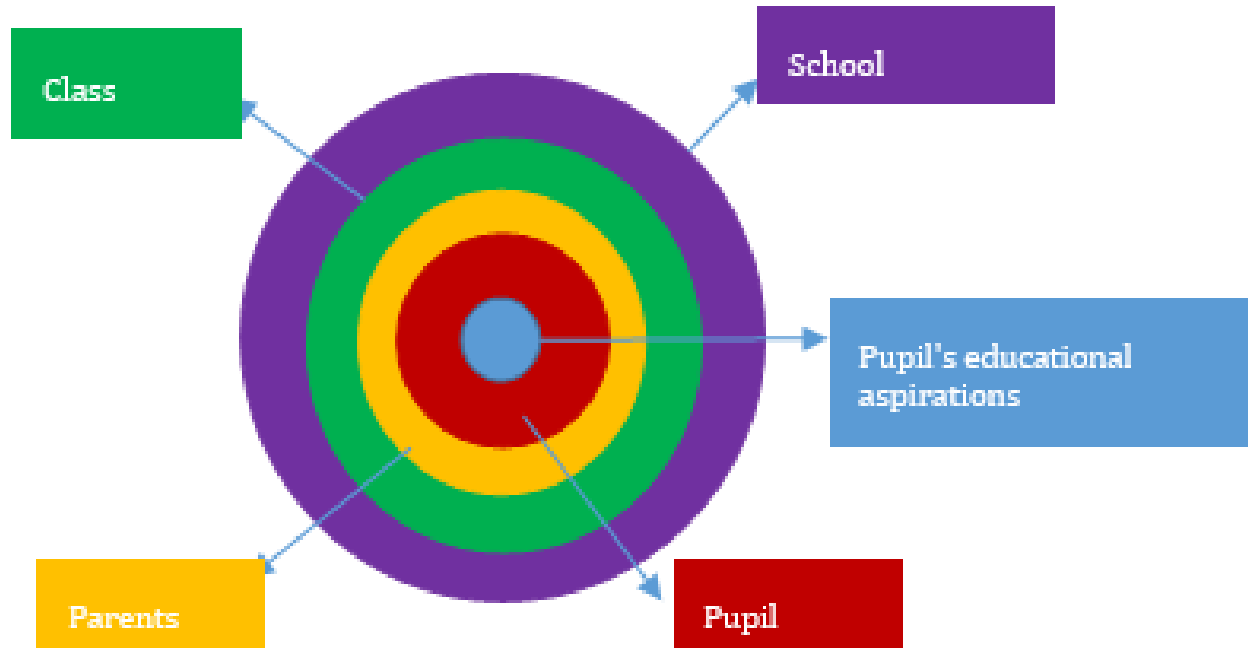 Class
School
Pupil's educational
aspirations
Parents
Pupil